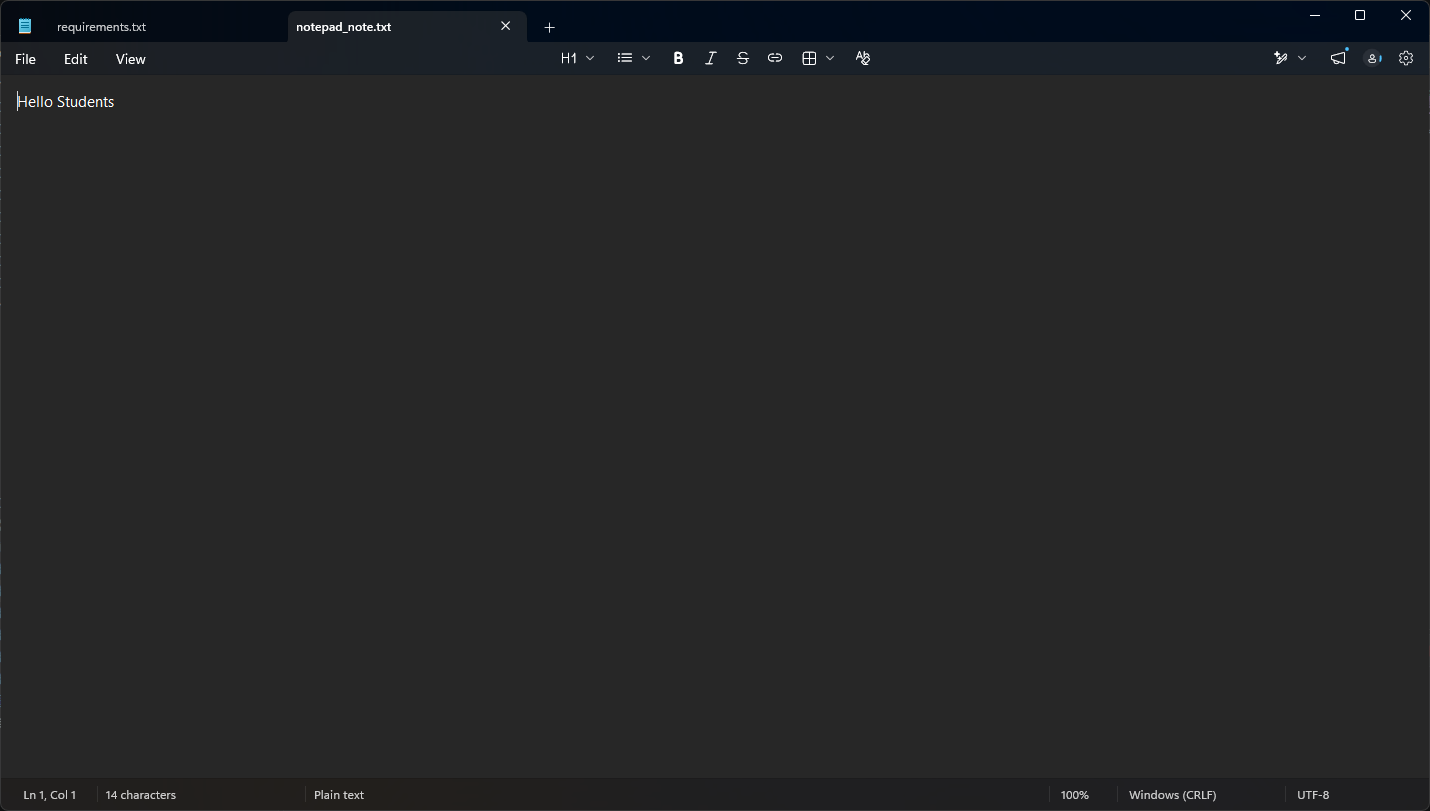 requirements.txt
notepad_note.txt
File Edit View
H1
Hello Students
Ln 1, Col 1 14 characters Plain text 100% Windows (CRLF) UTF-8